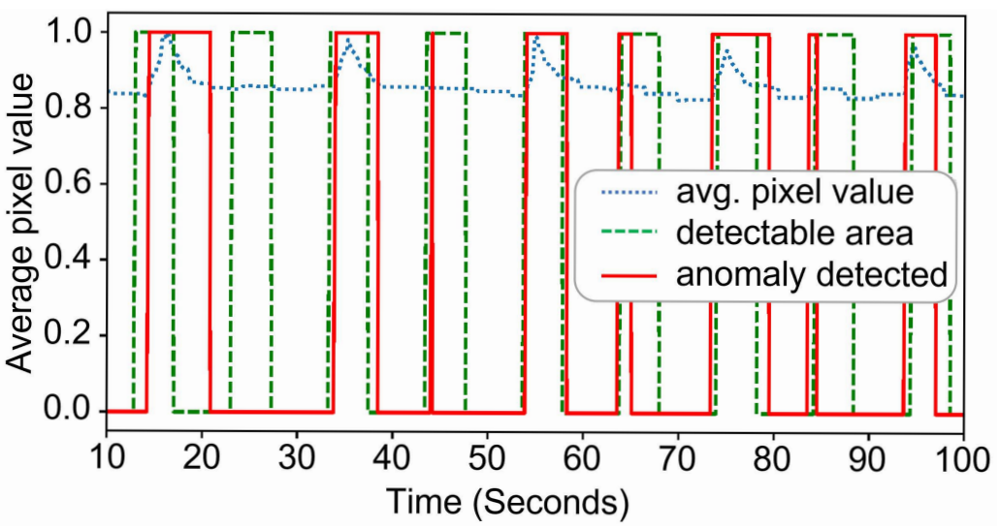 Average pixel value
1.0
0.8
0.6
0.4
0.2
0.0
avg. pixel value
detectable area
anomaly detected
10 20 30 40 50 60 70 80 90 100
Time (Seconds)